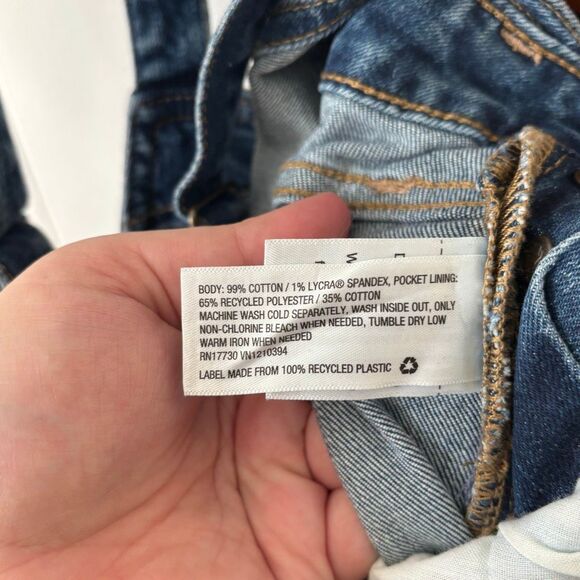 BODY: 99% COTTON / 1% LYCRA® SPANDEX, POCKET LINING:
65% RECYCLED POLYESTER / 35% COTTON
MACHINE WASH COLD SEPARATELY, WASH INSIDE OUT, ONLY
NON-CHLORINE BLEACH WHEN NEEDED, TUMBLE DRY LOW
WARM IRON WHEN NEEDED
RN17730 VN1210394
LABEL MADE FROM 100% RECYCLED PLASTIC